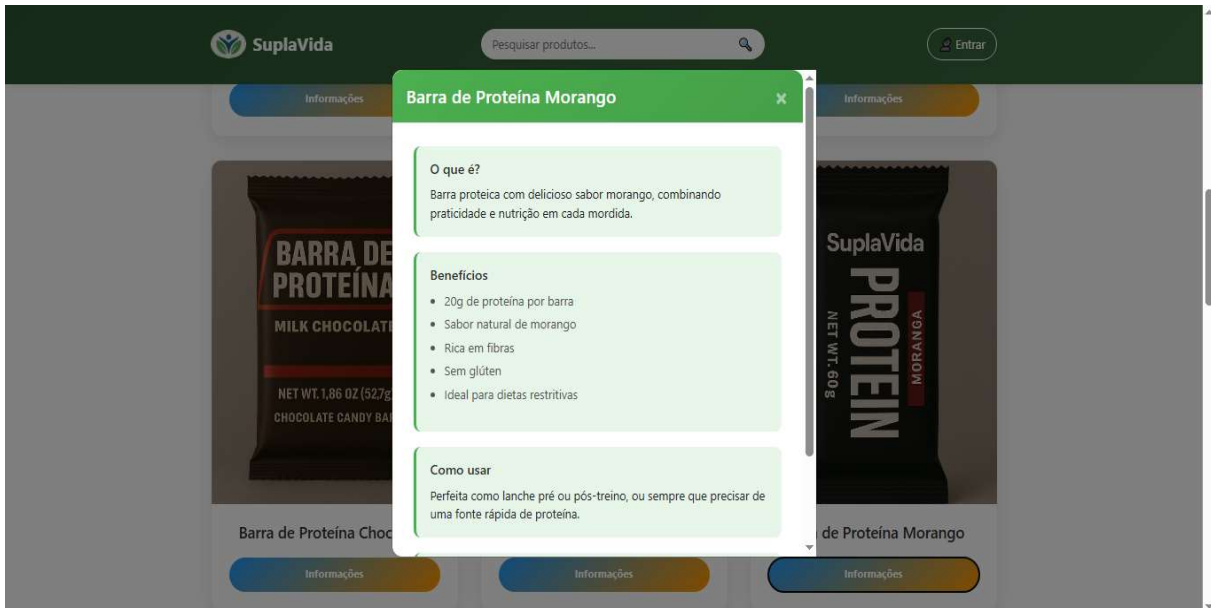 SuplaVida
Pesquisar produtos...
Entrar
Informações
Informações
Barra de Proteína Morango
×
O que é?
Barra proteica com delicioso sabor morango, combinando
praticidade e nutrição em cada mordida.
Benefícios
20g de proteína por barra
Sabor natural de morango
Rica em fibras
Sem glúten
Ideal para dietas restritivas
Como usar
Perfeita como lanche pré ou pós-treino, ou sempre que precisar de
uma fonte rápida de proteína.
BARRA DE
PROTEÍNA
MILK CHOCOLAT
NET WT. 1,86 OZ (52,7g
CHOCOLATE CANDY BA
SuplaVida
PROTEIN
MORANGA
NET WT. 60g
Barra de Proteína Choc
de Proteína Morango
Informações
Informações
Informações